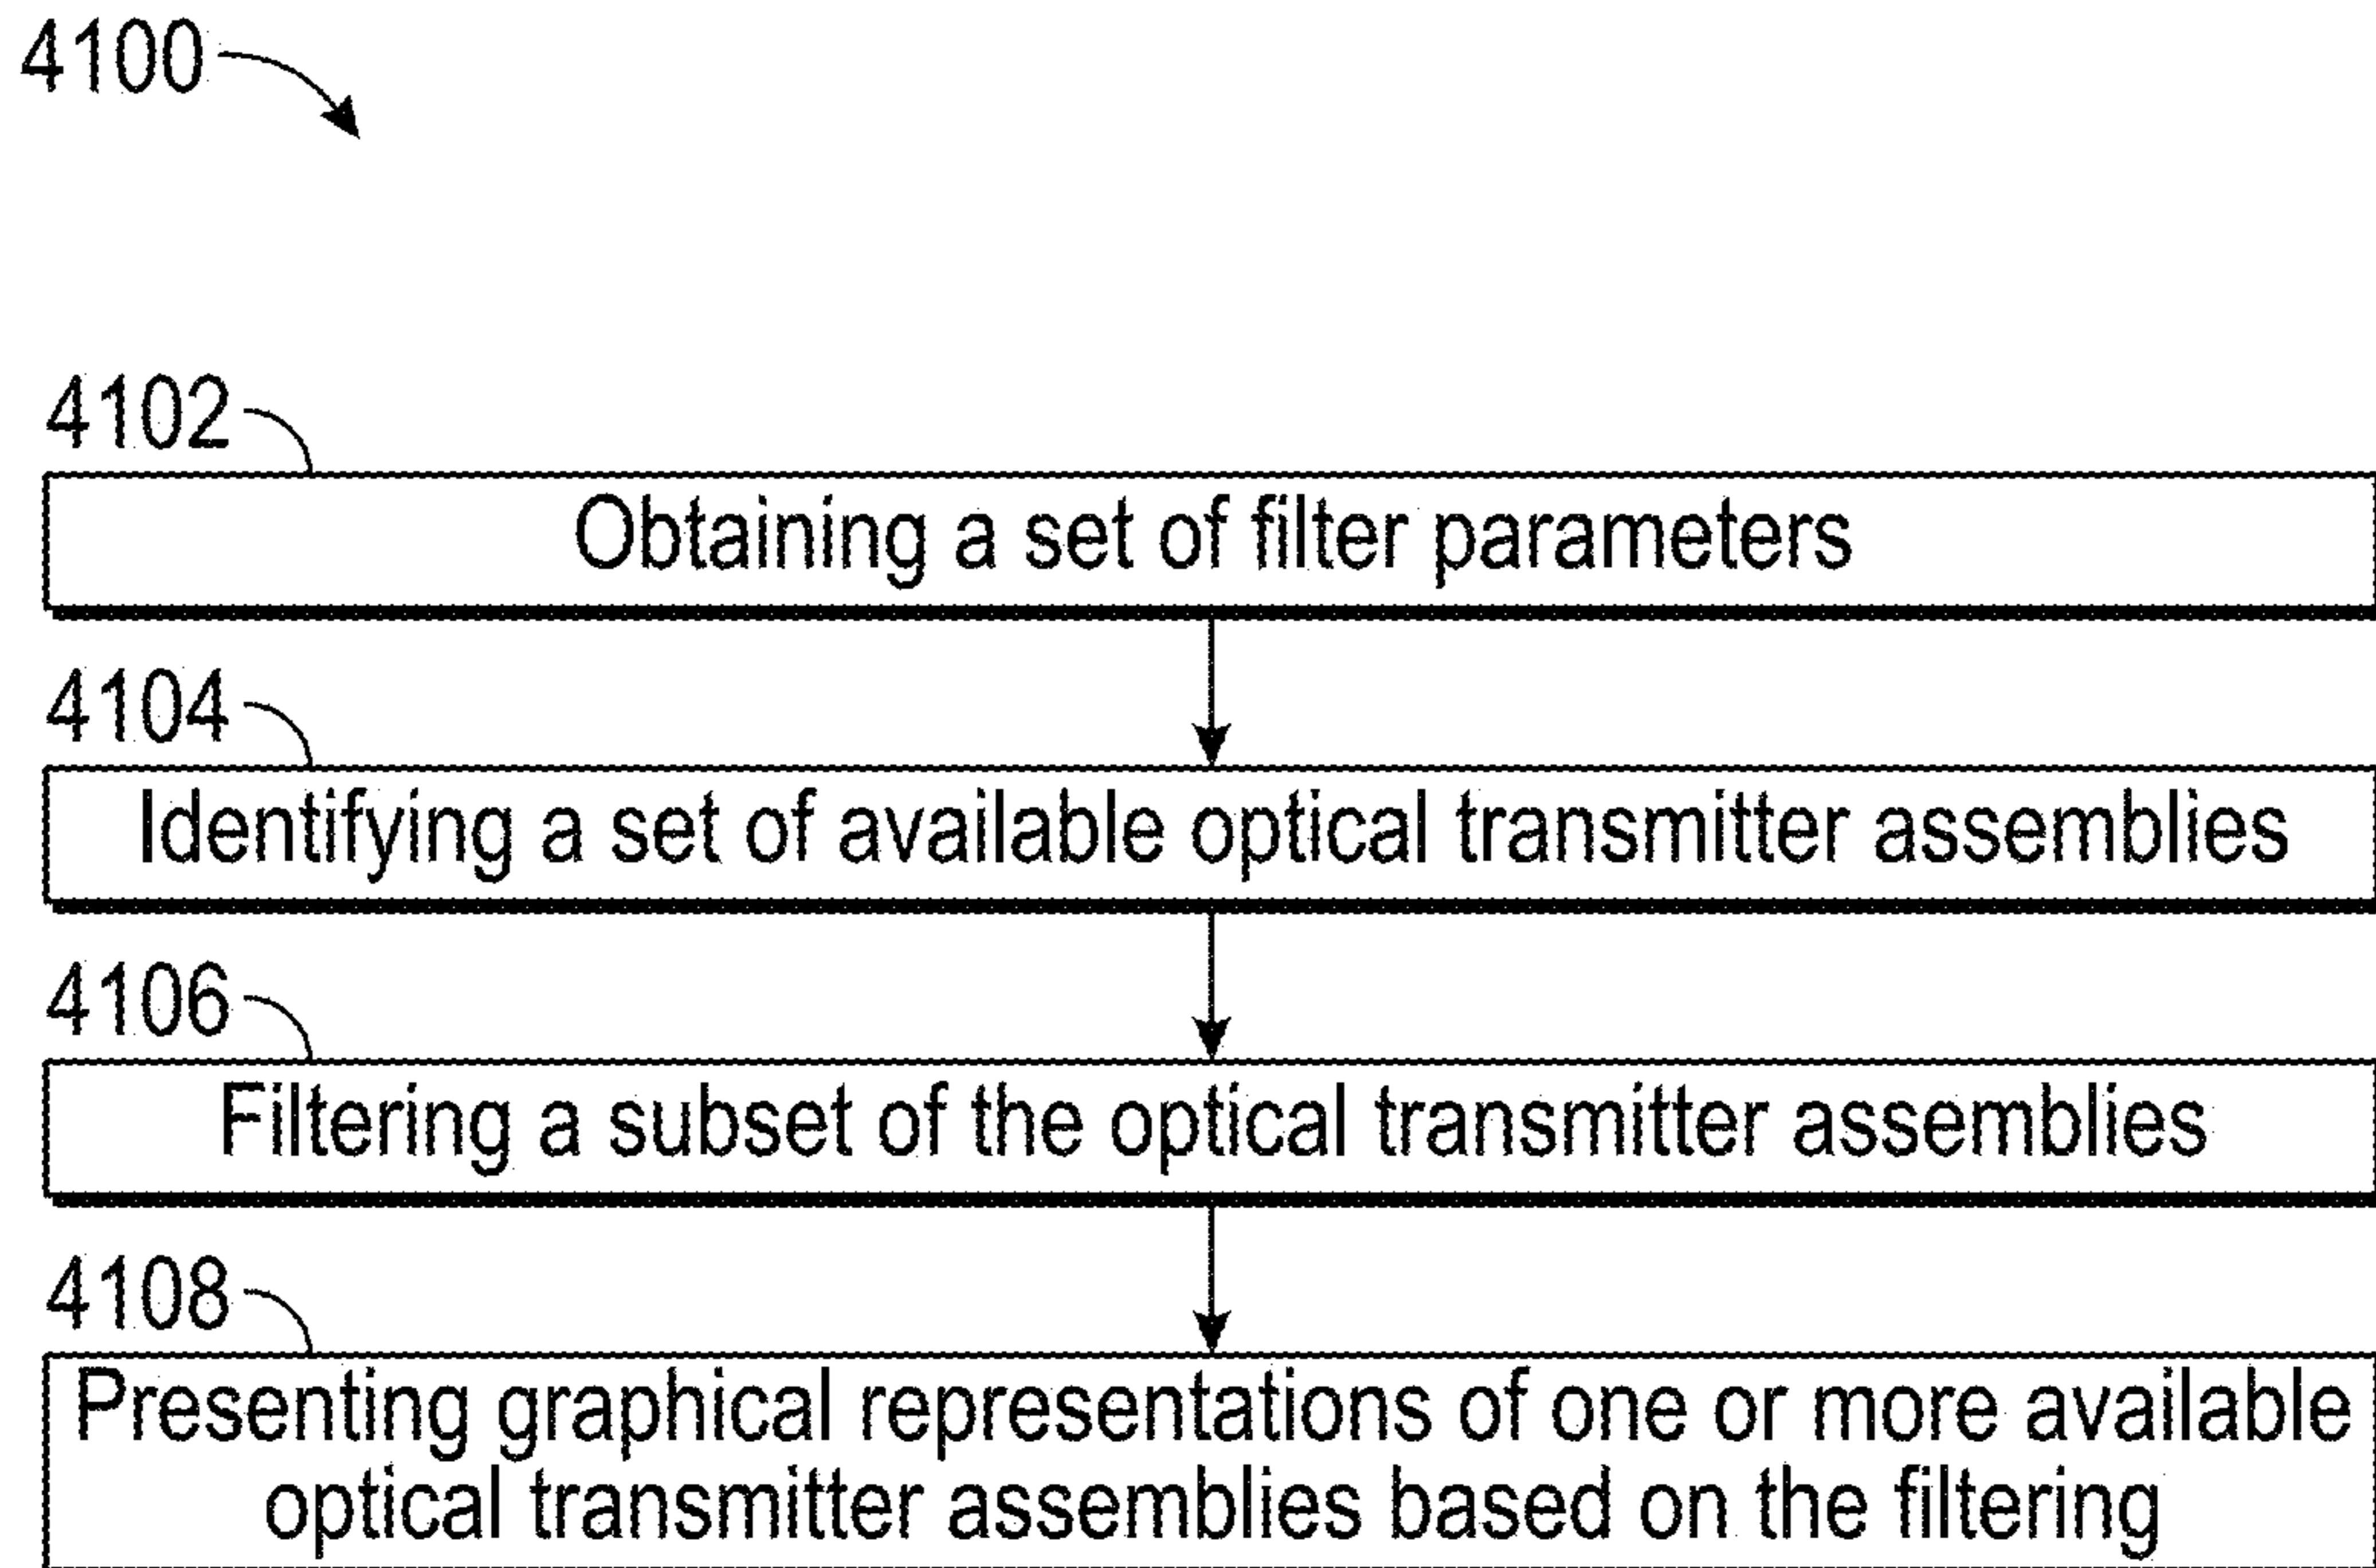 4100
4102
Obtaining a set of filter parameters
4104
Identifying a set of available optical transmitter assemblies
4106
Filtering a subset of the optical transmitter assemblies
4108
Presenting graphical representations of one or more available
optical transmitter assemblies based on the filtering